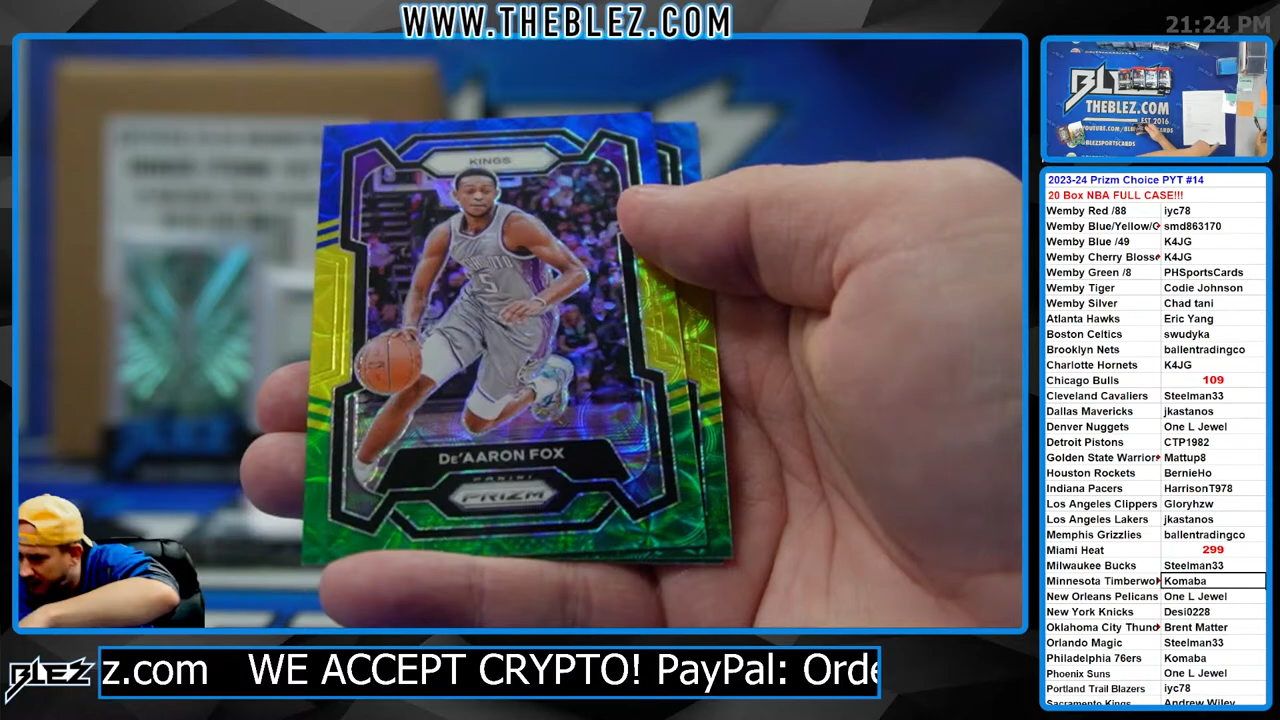 WWW.THEBLEZ.COM
21:24 PM
KINGS
5
DE'AARON FOX
PANINI
PRIZM
BLEZ
THEBLEZ.COM
EST 2016
2023-24 Prizm Choice PYT #14
20 Box NBA FULL CASE!!!
Wemby Red /88 iyc78
Wemby Blue/Yellow/G smd863170
Wemby Blue /49 K4JG
Wemby Cherry Bloss K4JG
Wemby Green /8 PHSportsCards
Wemby Tiger Codie Johnson
Wemby Silver Chad tani
Atlanta Hawks Eric Yang
Boston Celtics swudyka
Brooklyn Nets ballentradingco
Charlotte Hornets K4JG
Chicago Bulls 109
Cleveland Cavaliers Steelman33
Dallas Mavericks jkastanos
Denver Nuggets One L Jewel
Detroit Pistons CTP1982
Golden State Warrior Mattup8
Houston Rockets BernieHo
Indiana Pacers HarrisonT978
Los Angeles Clippers Gloryhzw
Los Angeles Lakers jkastanos
Memphis Grizzlies ballentradingco
Miami Heat 299
Milwaukee Bucks Steelman33
Minnesota Timberwo Komaba
New Orleans Pelicans One L Jewel
New York Knicks Desi0228
Oklahoma City Thund Brent Matter
Orlando Magic Steelman33
Philadelphia 76ers Komaba
Phoenix Suns One L Jewel
Portland Trail Blazers iyc78
Sacramento Kings Andrew Wiley
BLEZ
z.com WE ACCEPT CRYPTO! PayPal: Orde